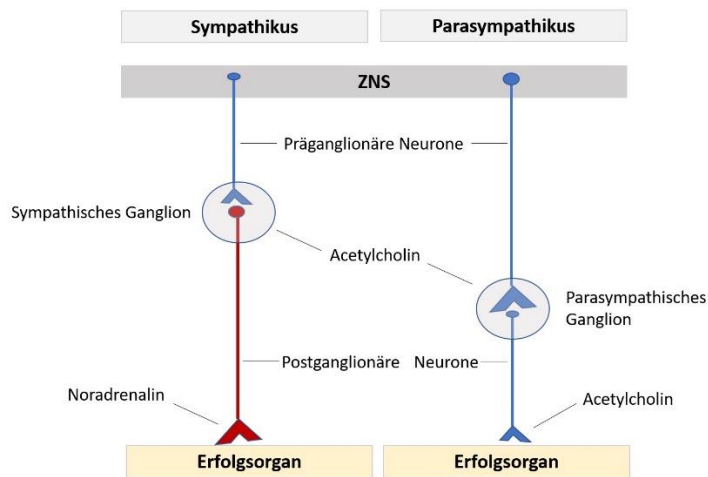 Sympathikus
Parasympathikus
ZNS
Präganglionäre Neurone
Sympathisches Ganglion
Acetylcholin
Parasympathisches
Ganglion
Postganglionäre Neurone
Noradrenalin
Acetylcholin
Erfolgsorgan
Erfolgsorgan